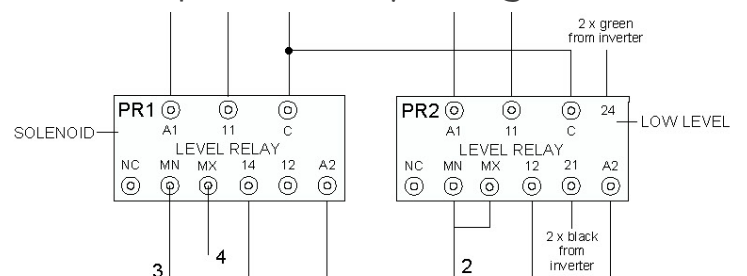 2 x green
from inverter
PR1
A1 11 C
SOLENOID
LEVEL RELAY
NC MN MX 14 12 A2
3
4
PR2
A1 11 C 24
LOW LEVEL
LEVEL RELAY
NC MN MX 12 21 A2
2
2 x black
from
inverter